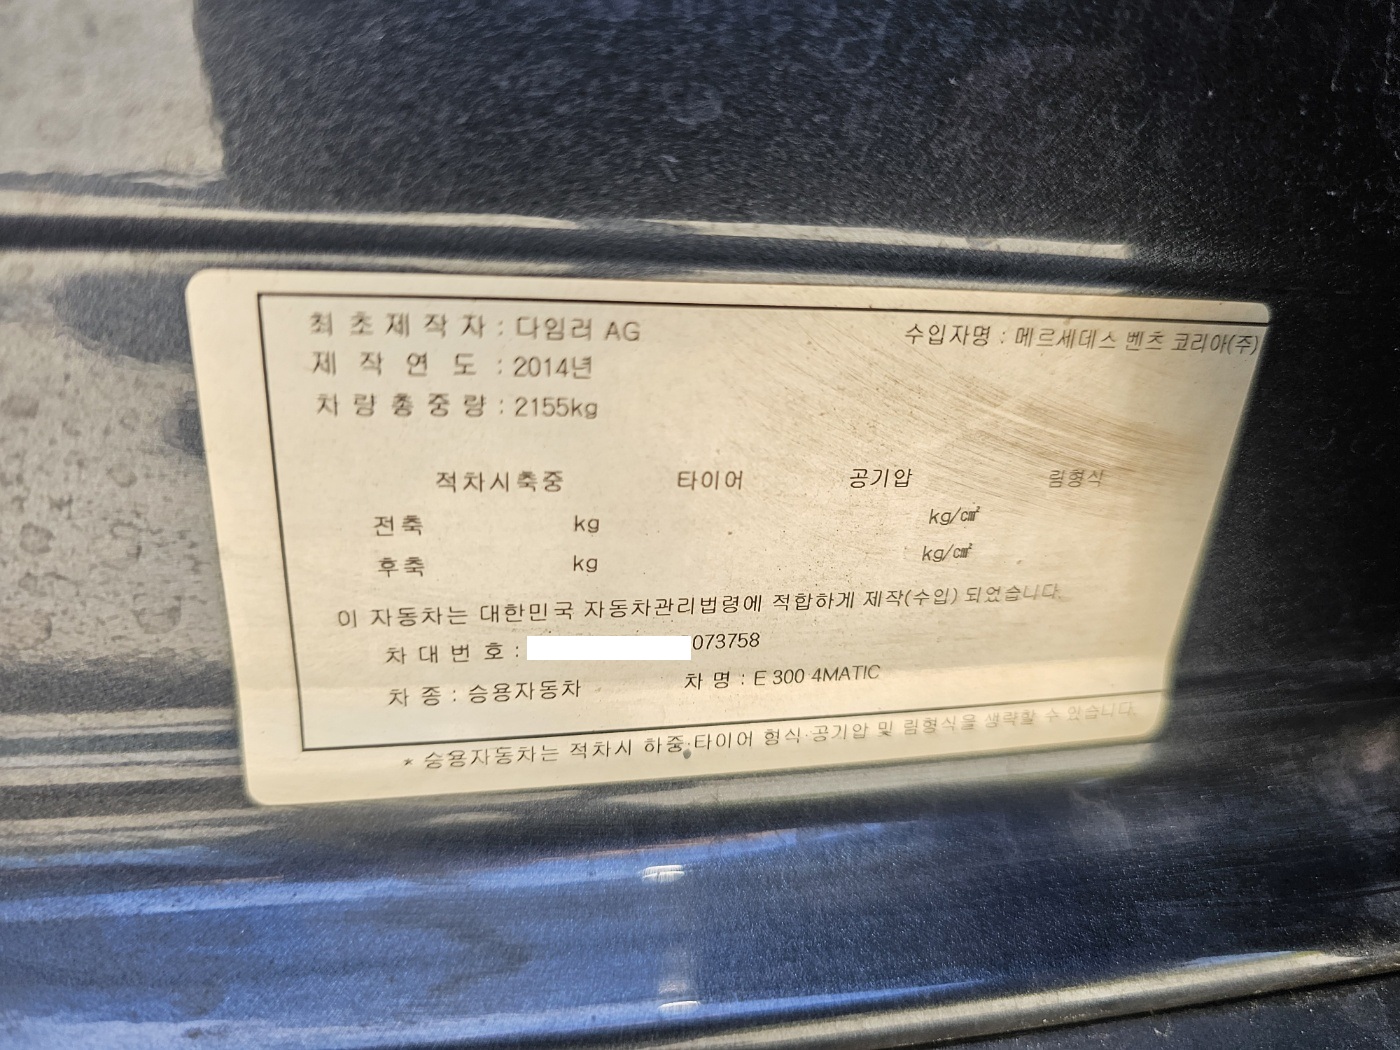 최초제작자 : 다임러 AG 수입자명 : 메르세데스 벤츠 코리아(주)
제작연도 : 2014년
차량총중량 : 2155kg
적차시축중 타이어 공기압 림형식
전축 kg kg/㎠
후축 kg kg/㎠
이 자동차는 대한민국 자동차관리법령에 적합하게 제작(수입) 되었습니다.
차대번호 : 073758
차종 : 승용자동차 차명 : E 300 4MATIC
* 승용자동차는 적차시 하중·타이어 형식·공기압 및 림형식을 생략할 수 있습니다.